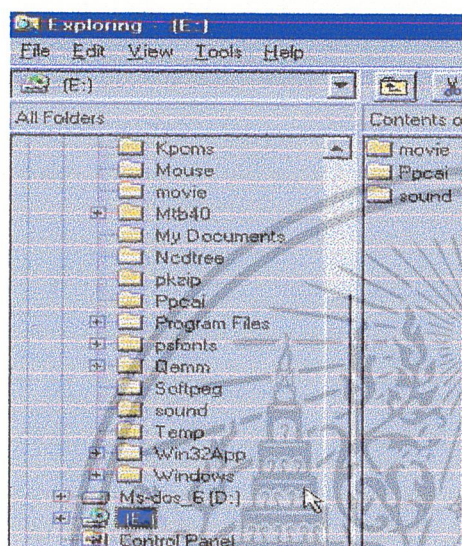 Exploring - (E:)
File Edit View Tools Help
(E:)
All Folders
Contents o
Kpcms
Mouse
movie
Mtb40
My Documents
Ncdtree
pkzip
Ppcai
Program Files
psfonts
Qemm
Softpeg
sound
Temp
Win32App
Windows
Ms-dos_6 (D:)
(E:)
Control Panel
movie
Ppcai
sound